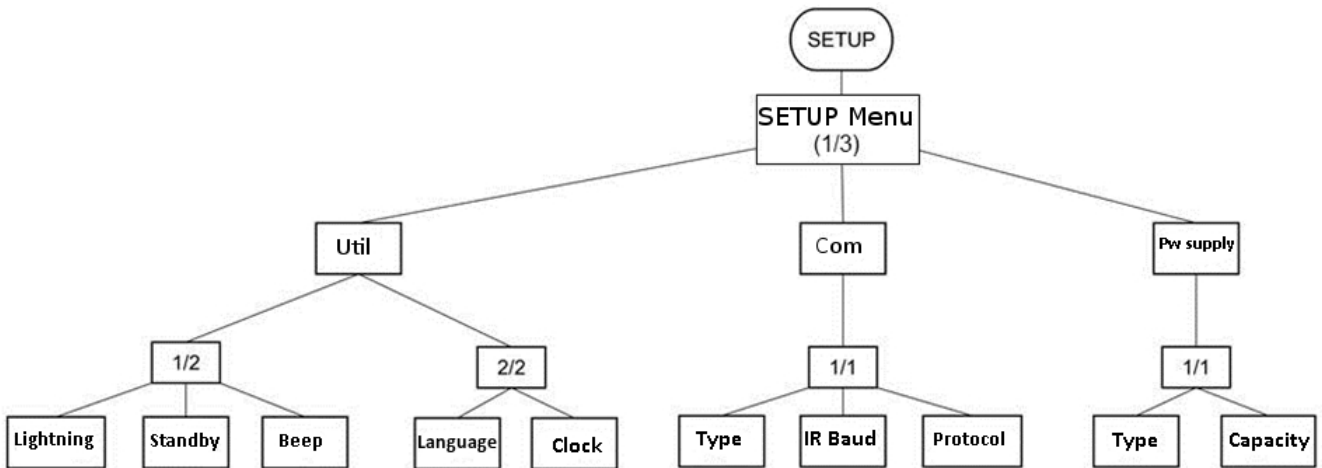 SETUP
SETUP Menu
(1/3)
Util
Com
Pw supply
1/2
2/2
1/1
1/1
Lightning
Standby
Beep
Language
Clock
Type
IR Baud
Protocol
Type
Capacity